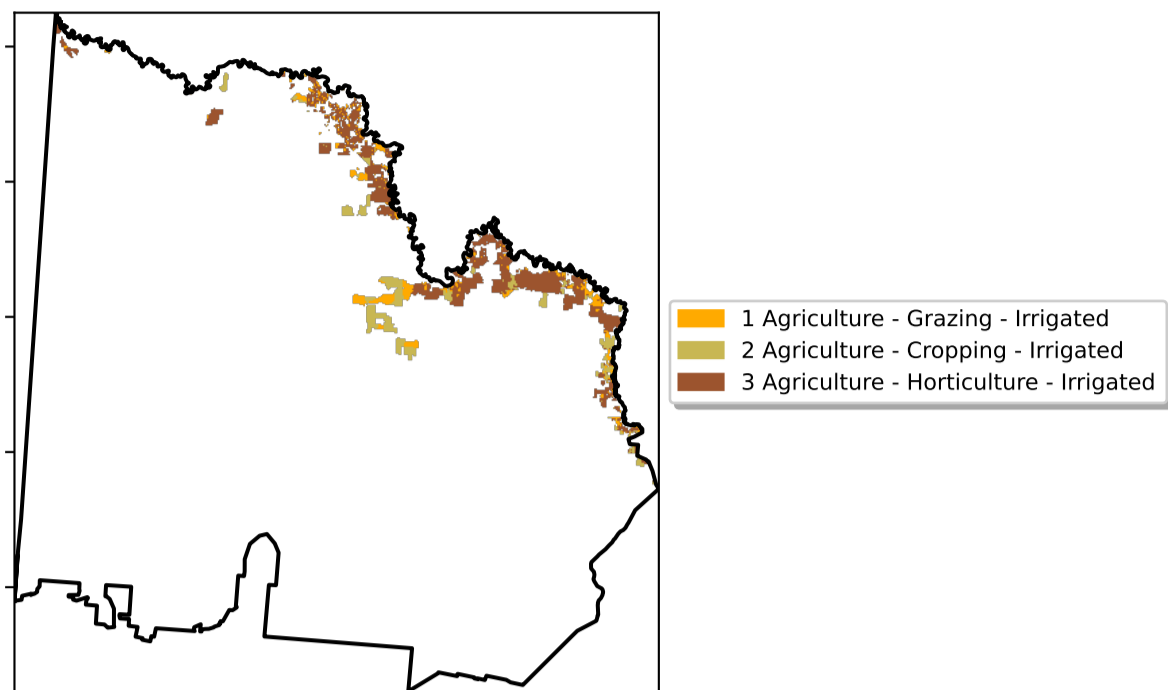 1 Agriculture - Grazing - Irrigated
2 Agriculture - Cropping - Irrigated
3 Agriculture - Horticulture - Irrigated